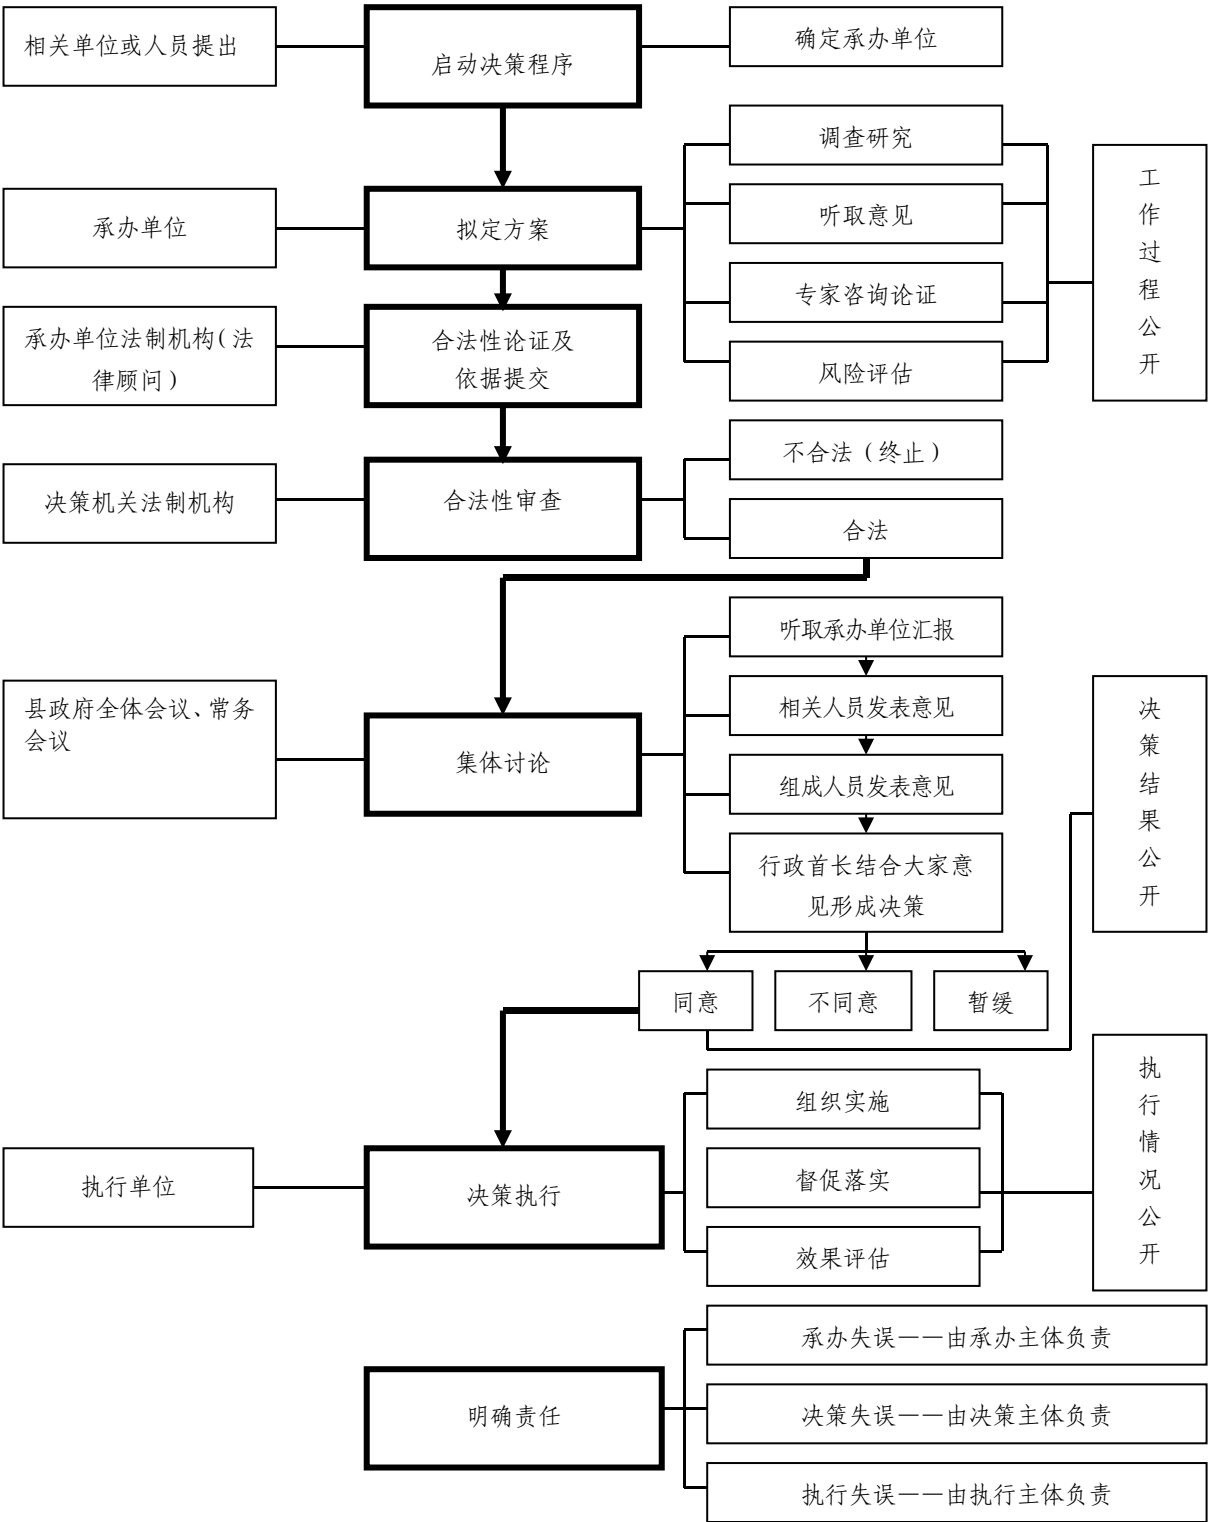 相关单位或人员提出
启动决策程序
确定承办单位
承办单位
拟定方案
调查研究
听取意见
专家咨询论证
风险评估
工作过程公开
承办单位法制机构(法
律顾问)
合法性论证及
依据提交
决策机关法制机构
合法性审查
不合法(终止)
合法
县政府全体会议、常务
会议
集体讨论
听取承办单位汇报
相关人员发表意见
组成人员发表意见
行政首长结合大家意
见形成决策
决策结果公开
同意
不同意
暂缓
执行单位
决策执行
组织实施
督促落实
效果评估
执行情况公开
明确责任
承办失误——由承办主体负责
决策失误——由决策主体负责
执行失误——由执行主体负责